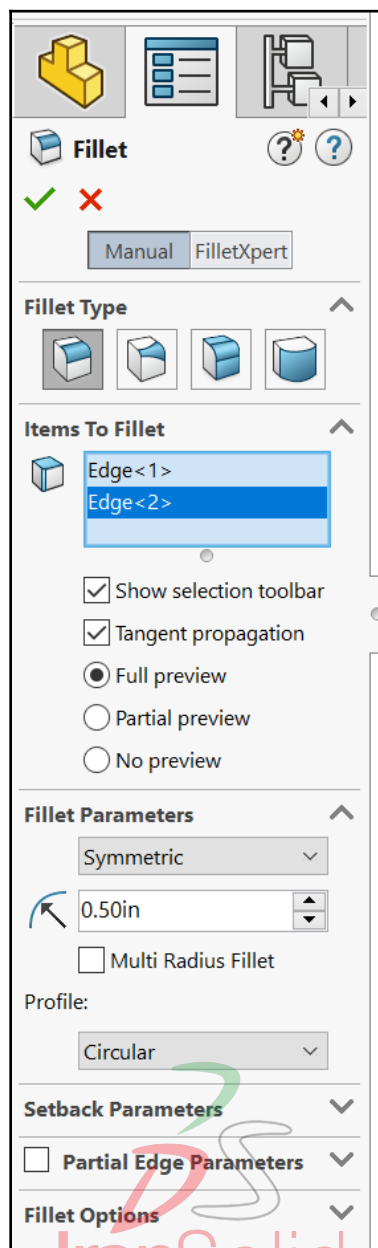 Fillet
Manual FilletXpert
Fillet Type
Items To Fillet
Edge<1>
Edge<2>
Show selection toolbar
Tangent propagation
Full preview
Partial preview
No preview
Fillet Parameters
Symmetric
0.50in
Multi Radius Fillet
Profile:
Circular
Setback Parameters
Partial Edge Parameters
Fillet Options
IranSolid